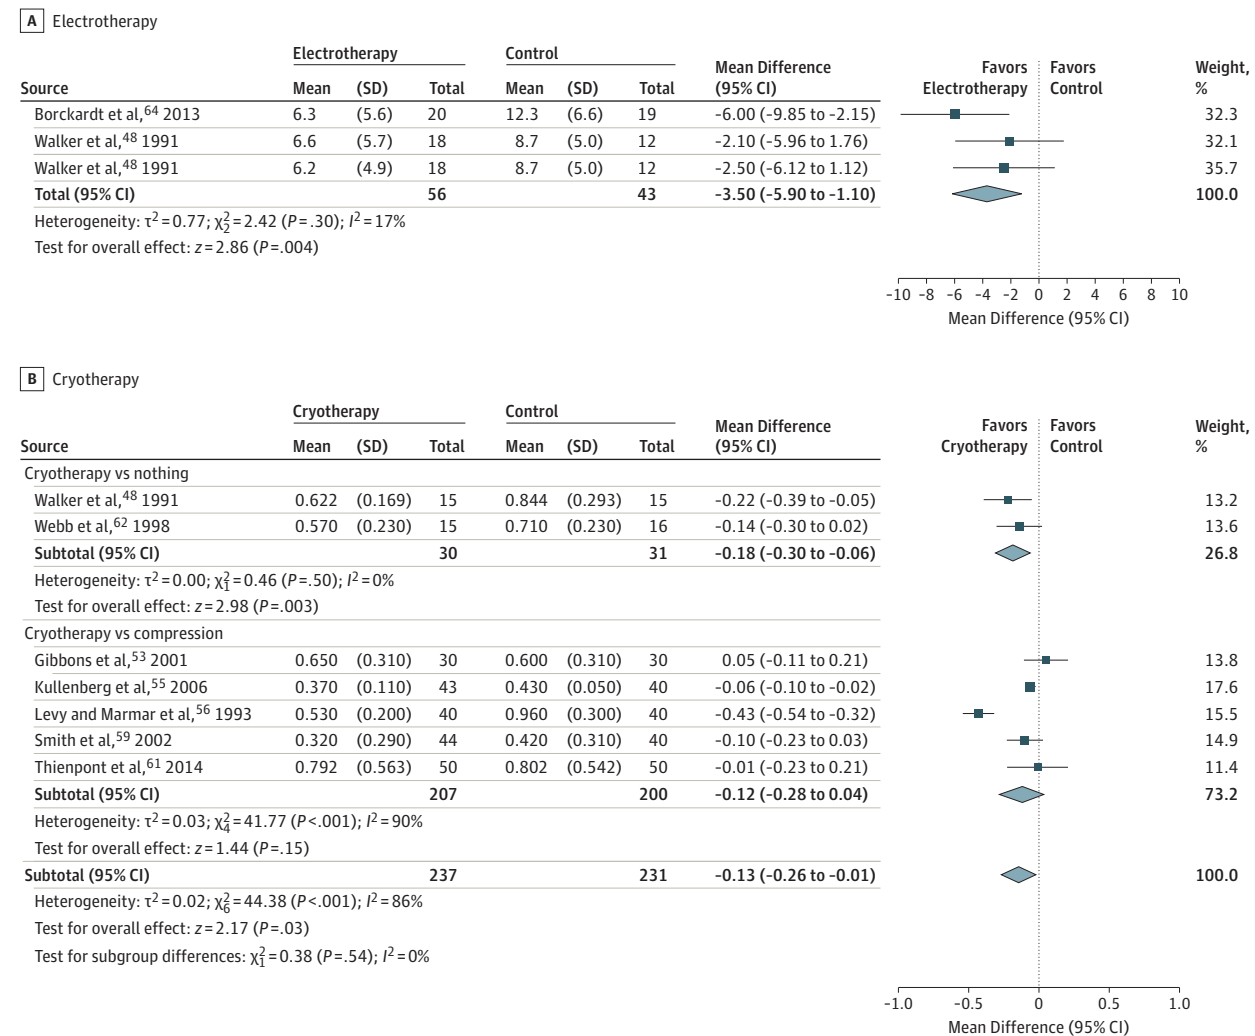 A Electrotherapy
Electrotherapy Control
Source Mean (SD) Total Mean (SD) Total Mean Difference (95% CI) Favors Electrotherapy Favors Control Weight, %
Borckardt et al,64 2013 6.3 (5.6) 20 12.3 (6.6) 19 -6.00 (-9.85 to -2.15) 32.3
Walker et al,48 1991 6.6 (5.7) 18 8.7 (5.0) 12 -2.10 (-5.96 to 1.76) 32.1
Walker et al,48 1991 6.2 (4.9) 18 8.7 (5.0) 12 -2.50 (-6.12 to 1.12) 35.7
Total (95% CI) 56 43 -3.50 (-5.90 to -1.10) 100.0
Heterogeneity: τ2=0.77; χ22=2.42 (P=.30); I2=17%
Test for overall effect: z=2.86 (P=.004)
-10 -8 -6 -4 -2 0 2 4 6 8 10
Mean Difference (95% CI)
B Cryotherapy
Cryotherapy Control
Source Mean (SD) Total Mean (SD) Total Mean Difference (95% CI) Favors Cryotherapy Favors Control Weight, %
Cryotherapy vs nothing
Walker et al,48 1991 0.622 (0.169) 15 0.844 (0.293) 15 -0.22 (-0.39 to -0.05) 13.2
Webb et al,62 1998 0.570 (0.230) 15 0.710 (0.230) 16 -0.14 (-0.30 to 0.02) 13.6
Subtotal (95% CI) 30 31 -0.18 (-0.30 to -0.06) 26.8
Heterogeneity: τ2=0.00; χ21=0.46 (P=.50); I2=0%
Test for overall effect: z=2.98 (P=.003)
Cryotherapy vs compression
Gibbons et al,53 2001 0.650 (0.310) 30 0.600 (0.310) 30 0.05 (-0.11 to 0.21) 13.8
Kullenberg et al,55 2006 0.370 (0.110) 43 0.430 (0.050) 40 -0.06 (-0.10 to -0.02) 17.6
Levy and Marmar et al,56 1993 0.530 (0.200) 40 0.960 (0.300) 40 -0.43 (-0.54 to -0.32) 15.5
Smith et al,59 2002 0.320 (0.290) 44 0.420 (0.310) 40 -0.10 (-0.23 to 0.03) 14.9
Thienpont et al,61 2014 0.792 (0.563) 50 0.802 (0.542) 50 -0.01 (-0.23 to 0.21) 11.4
Subtotal (95% CI) 207 200 -0.12 (-0.28 to 0.04) 73.2
Heterogeneity: τ2=0.03; χ24=41.77 (P<.001); I2=90%
Test for overall effect: z=1.44 (P=.15)
Subtotal (95% CI) 237 231 -0.13 (-0.26 to -0.01) 100.0
Heterogeneity: τ2=0.02; χ26=44.38 (P<.001); I2=86%
Test for overall effect: z=2.17 (P=.03)
Test for subgroup differences: χ21=0.38 (P=.54); I2=0%
-1.0 -0.5 0 0.5 1.0
Mean Difference (95% CI)